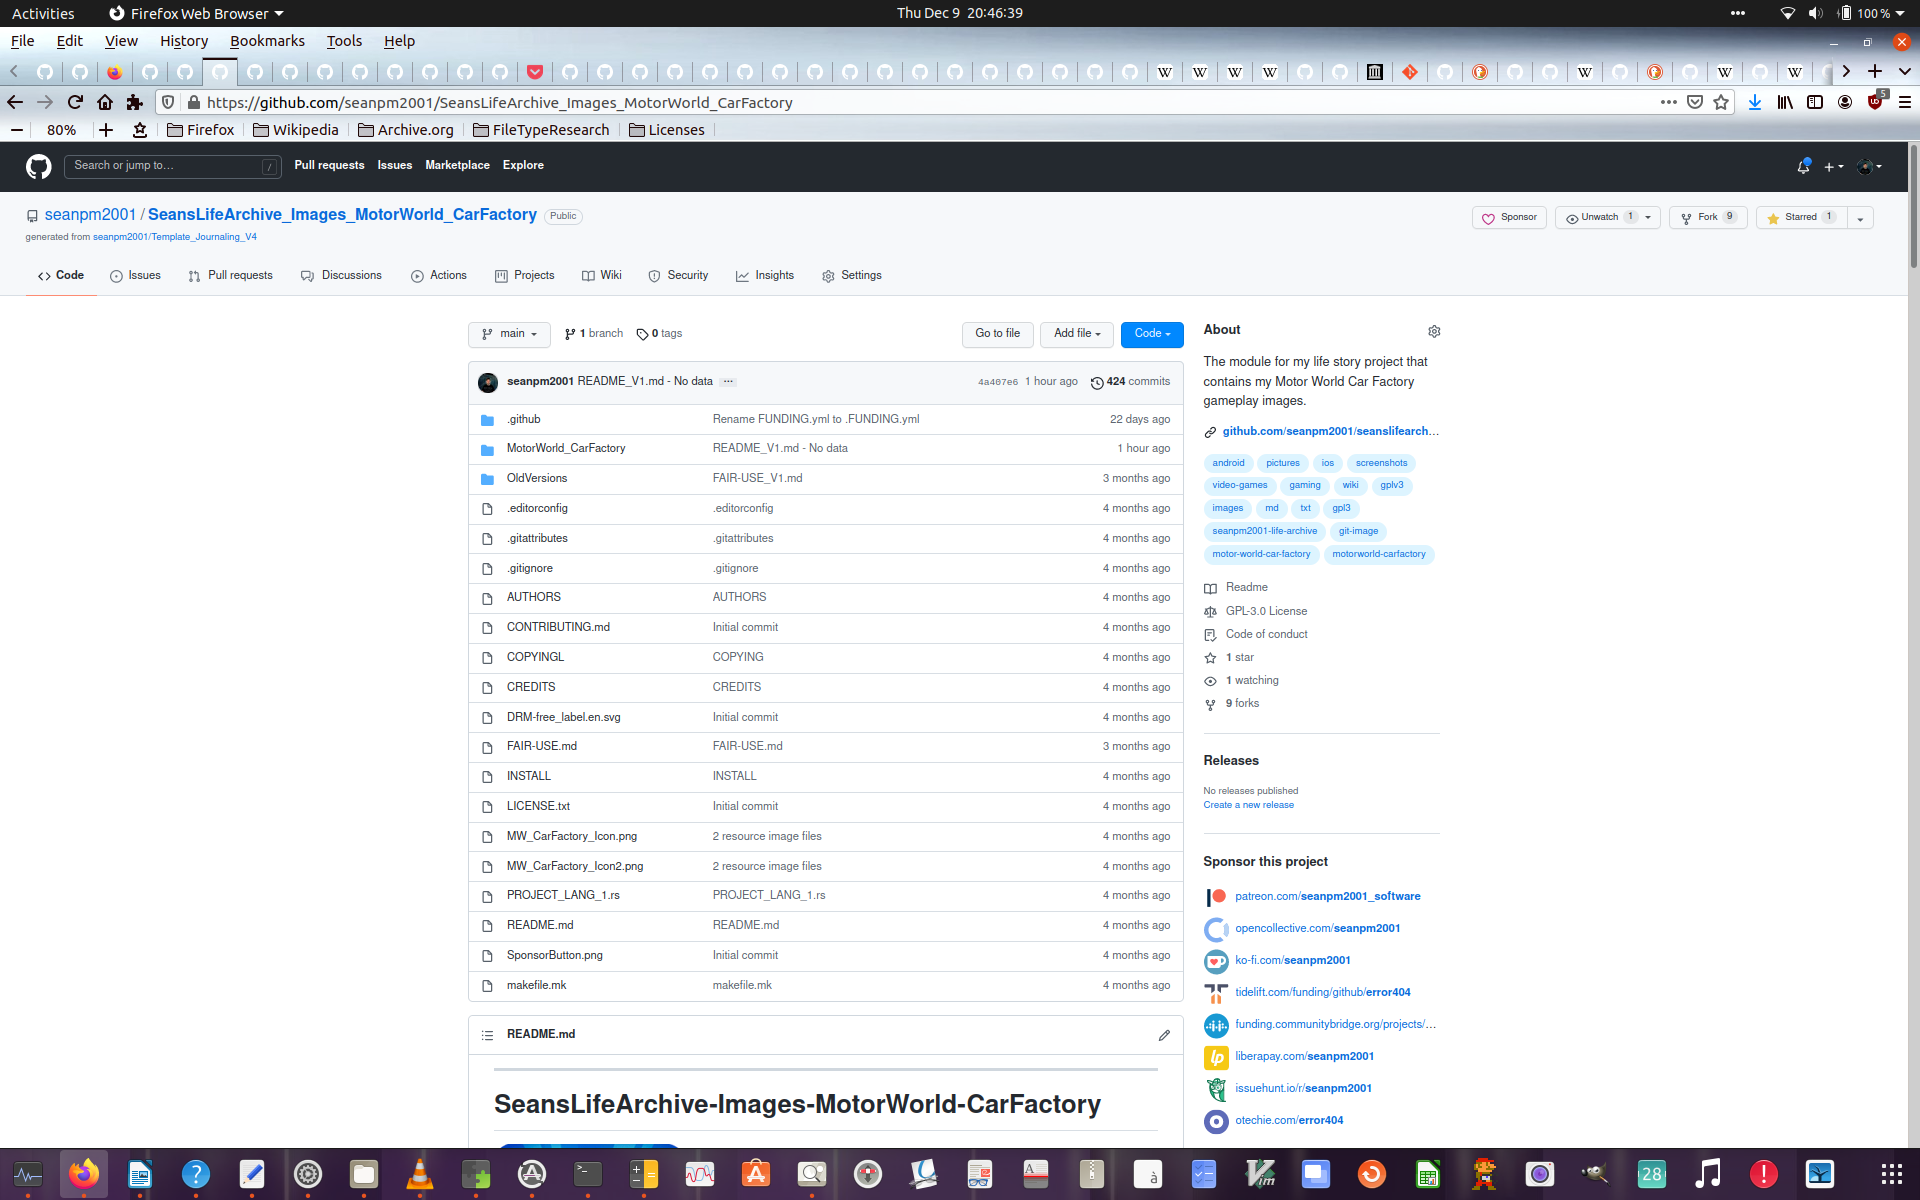 Activities Firefox Web Browser Thu Dec 9 20:46:39 100 %
File Edit View History Bookmarks Tools Help
https://github.com/seanpm2001/SeansLifeArchive_Images_MotorWorld_CarFactory 5
80% Firefox Wikipedia Archive.org FileTypeResearch Licenses
Search or jump to... / Pull requests Issues Marketplace Explore
seanpm2001 / SeansLifeArchive_Images_MotorWorld_CarFactory Public
Sponsor Unwatch 1 Fork 9 Starred 1
generated from seanpm2001/Template_Journaling_V4
Code Issues Pull requests Discussions Actions Projects Wiki Security Insights Settings
main 1 branch 0 tags Go to file Add file Code
seanpm2001 README_V1.md - No data ... 4a407e6 1 hour ago 424 commits
.github Rename FUNDING.yml to .FUNDING.yml 22 days ago
MotorWorld_CarFactory README_V1.md - No data 1 hour ago
OldVersions FAIR-USE_V1.md 3 months ago
.editorconfig .editorconfig 4 months ago
.gitattributes .gitattributes 4 months ago
.gitignore .gitignore 4 months ago
AUTHORS AUTHORS 4 months ago
CONTRIBUTING.md Initial commit 4 months ago
COPYINGL COPYING 4 months ago
CREDITS CREDITS 4 months ago
DRM-free_label.en.svg Initial commit 4 months ago
FAIR-USE.md FAIR-USE.md 3 months ago
INSTALL INSTALL 4 months ago
LICENSE.txt Initial commit 4 months ago
MW_CarFactory_Icon.png 2 resource image files 4 months ago
MW_CarFactory_Icon2.png 2 resource image files 4 months ago
PROJECT_LANG_1.rs PROJECT_LANG_1.rs 4 months ago
README.md README.md 4 months ago
SponsorButton.png Initial commit 4 months ago
makefile.mk makefile.mk 4 months ago
README.md
SeansLifeArchive-Images-MotorWorld-CarFactory
About
The module for my life story project that
contains my Motor World Car Factory
gameplay images.
github.com/seanpm2001/seanslifearch...
android pictures ios screenshots
video-games gaming wiki gplv3
images md txt gpl3
seanpm2001-life-archive git-image
motor-world-car-factory motorworld-carfactory
Readme
GPL-3.0 License
Code of conduct
1 star
1 watching
9 forks
Releases
No releases published
Create a new release
Sponsor this project
patreon.com/seanpm2001_software
opencollective.com/seanpm2001
ko-fi.com/seanpm2001
tidelift.com/funding/github/error404
funding.communitybridge.org/projects/...
liberapay.com/seanpm2001
issuehunt.io/r/seanpm2001
otechie.com/error404
28